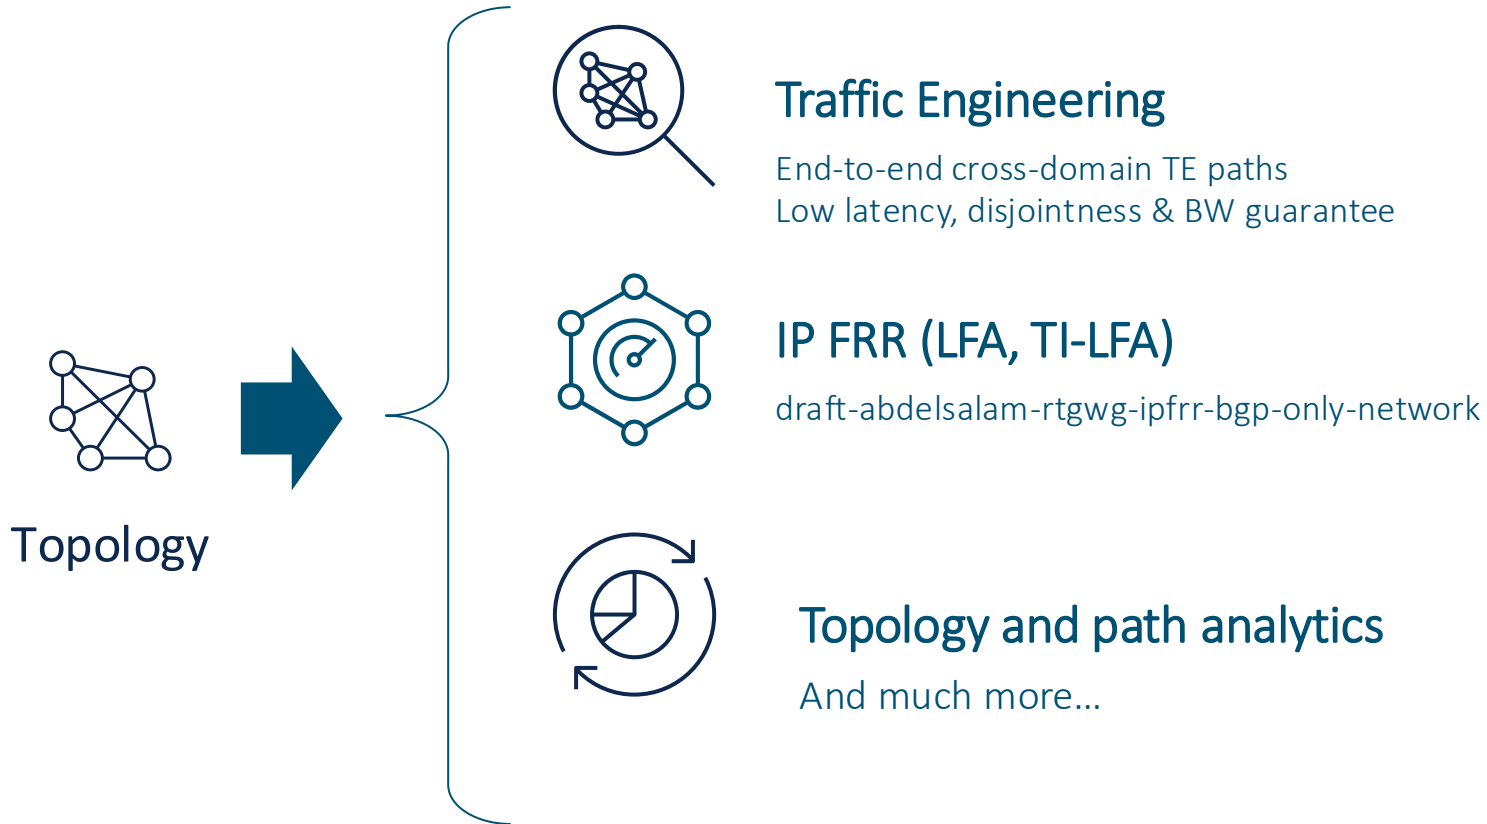 Topology
Traffic Engineering
End-to-end cross-domain TE paths
Low latency, disjointness & BW guarantee
IP FRR (LFA, TI-LFA)
draft-abdelsalam-rtgwg-ipfrr-bgp-only-network
Topology and path analytics
And much more...